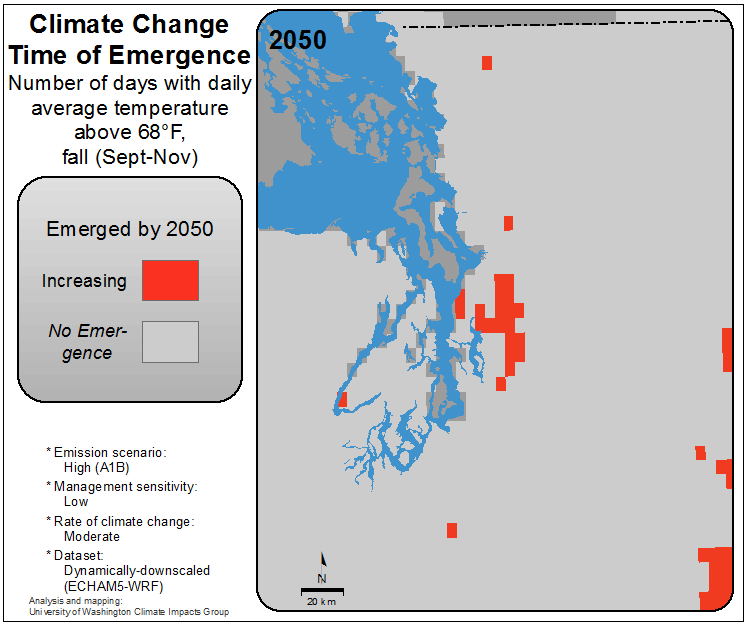 Climate Change
Time of Emergence
Number of days with daily
average temperature
above 68°F,
fall (Sept-Nov)
2050
Emerged by 2050
Increasing
No Emer-
gence
* Emission scenario:
High (A1B)
* Management sensitivity:
Low
* Rate of climate change:
Moderate
* Dataset:
Dynamically-downscaled
(ECHAM5-WRF)
Analysis and mapping:
University of Washington Climate Impacts Group
N
20 km